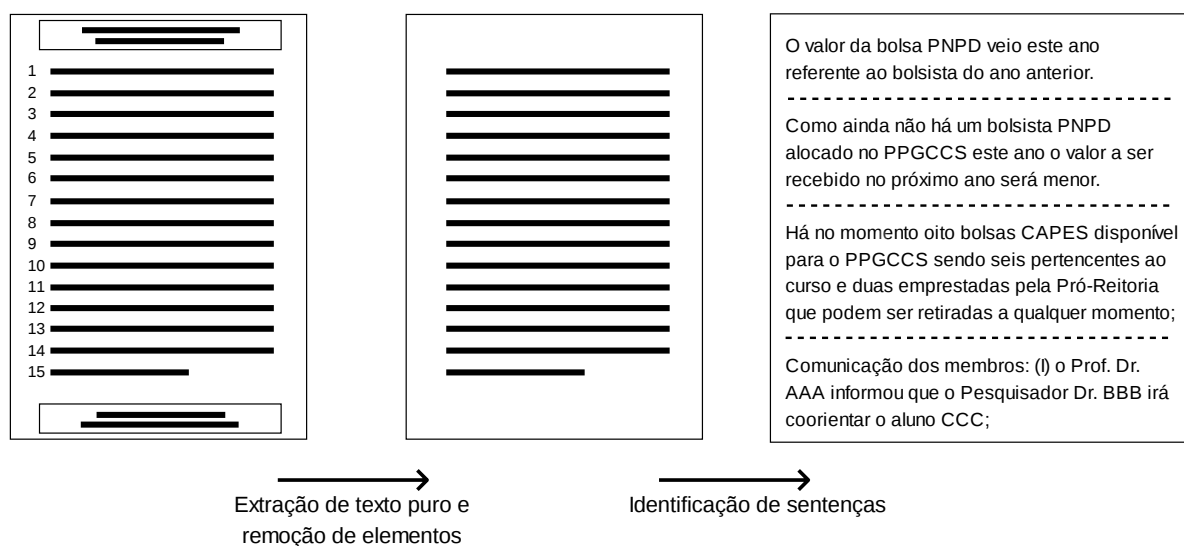 1
2
3
4
5
6
7
8
9
10
11
12
13
14
15
O valor da bolsa PNPD veio este ano
referente ao bolsista do ano anterior.
Como ainda não há um bolsista PNPD
alocado no PPGCCS este ano o valor a ser
recebido no próximo ano será menor.
Há no momento oito bolsas CAPES disponível
para o PPGCCS sendo seis pertencentes ao
curso e duas emprestadas pela Pró-Reitoria
que podem ser retiradas a qualquer momento;
Comunicação dos membros: (I) o Prof. Dr.
AAA informou que o Pesquisador Dr. BBB irá
coorientar o aluno CCC;
Extração de texto puro e
remoção de elementos
Identificação de sentenças